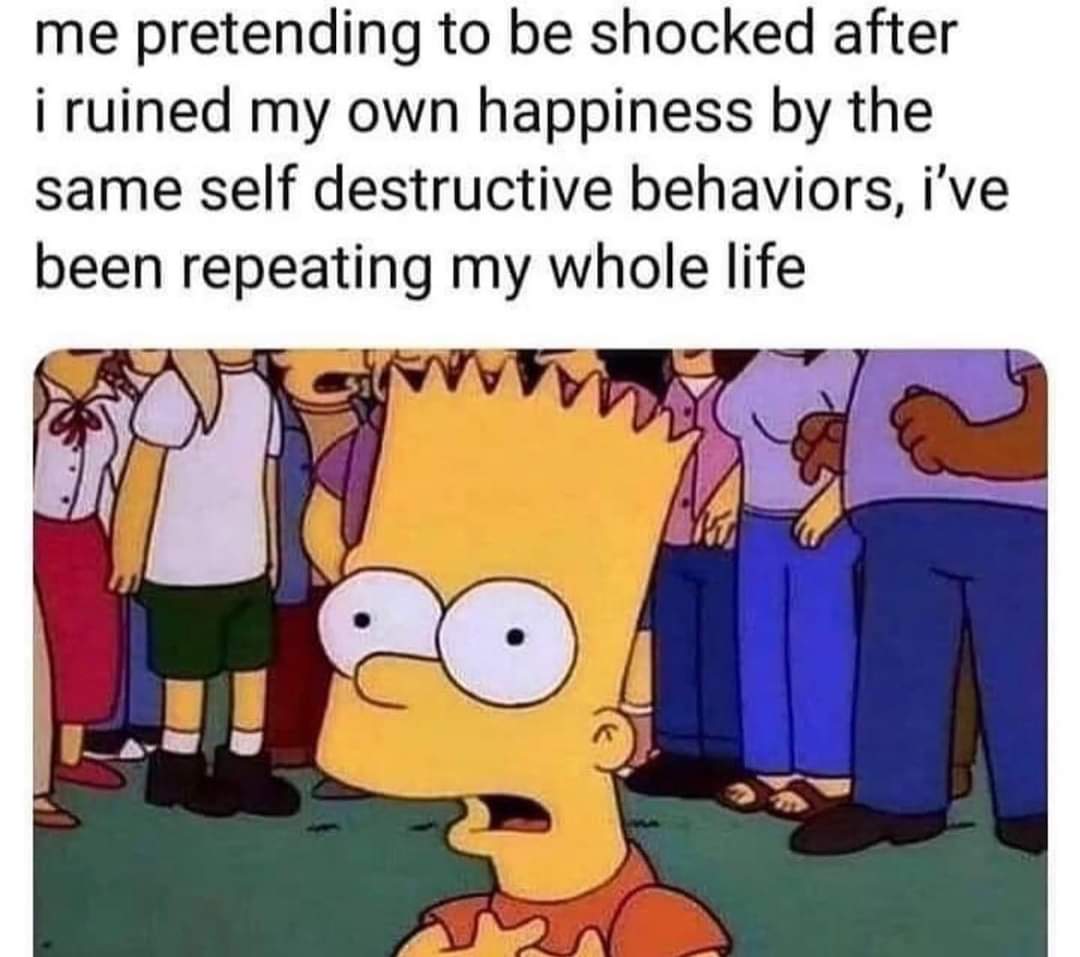 me pretending to be shocked after
i ruined my own happiness by the
same self destructive behaviors, i've
been repeating my whole life